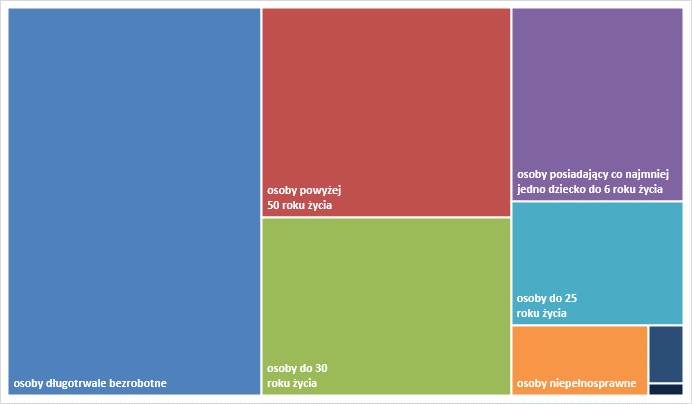 osoby długotrwale bezrobotne
osoby powyżej
50 roku życia
osoby do 30
roku życia
osoby posiadający co najmniej
jedno dziecko do 6 roku życia
osoby do 25
roku życia
osoby niepełnosprawne